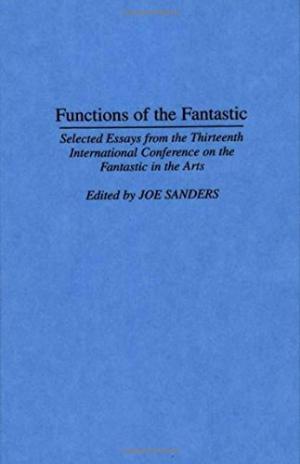 Functions of the Fantastic
Selected Essays from the Thirteenth
International Conference on the
Fantastic in the Arts
Edited by JOE SANDERS